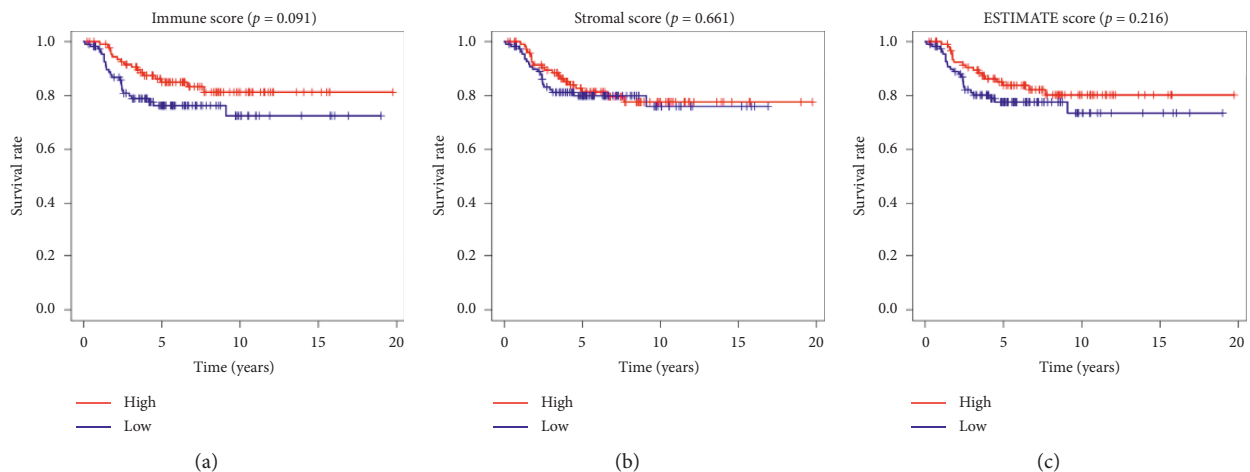 Immune score (p = 0.091)
1.0
0.8
0.6
0.4
0.2
0.0
Survival rate
0 5 10 15 20
Time (years)
High
Low
(a)
Stromal score (p = 0.661)
1.0
0.8
0.6
0.4
0.2
0.0
Survival rate
0 5 10 15 20
Time (years)
High
Low
(b)
ESTIMATE score (p = 0.216)
1.0
0.8
0.6
0.4
0.2
0.0
Survival rate
0 5 10 15 20
Time (years)
High
Low
(c)